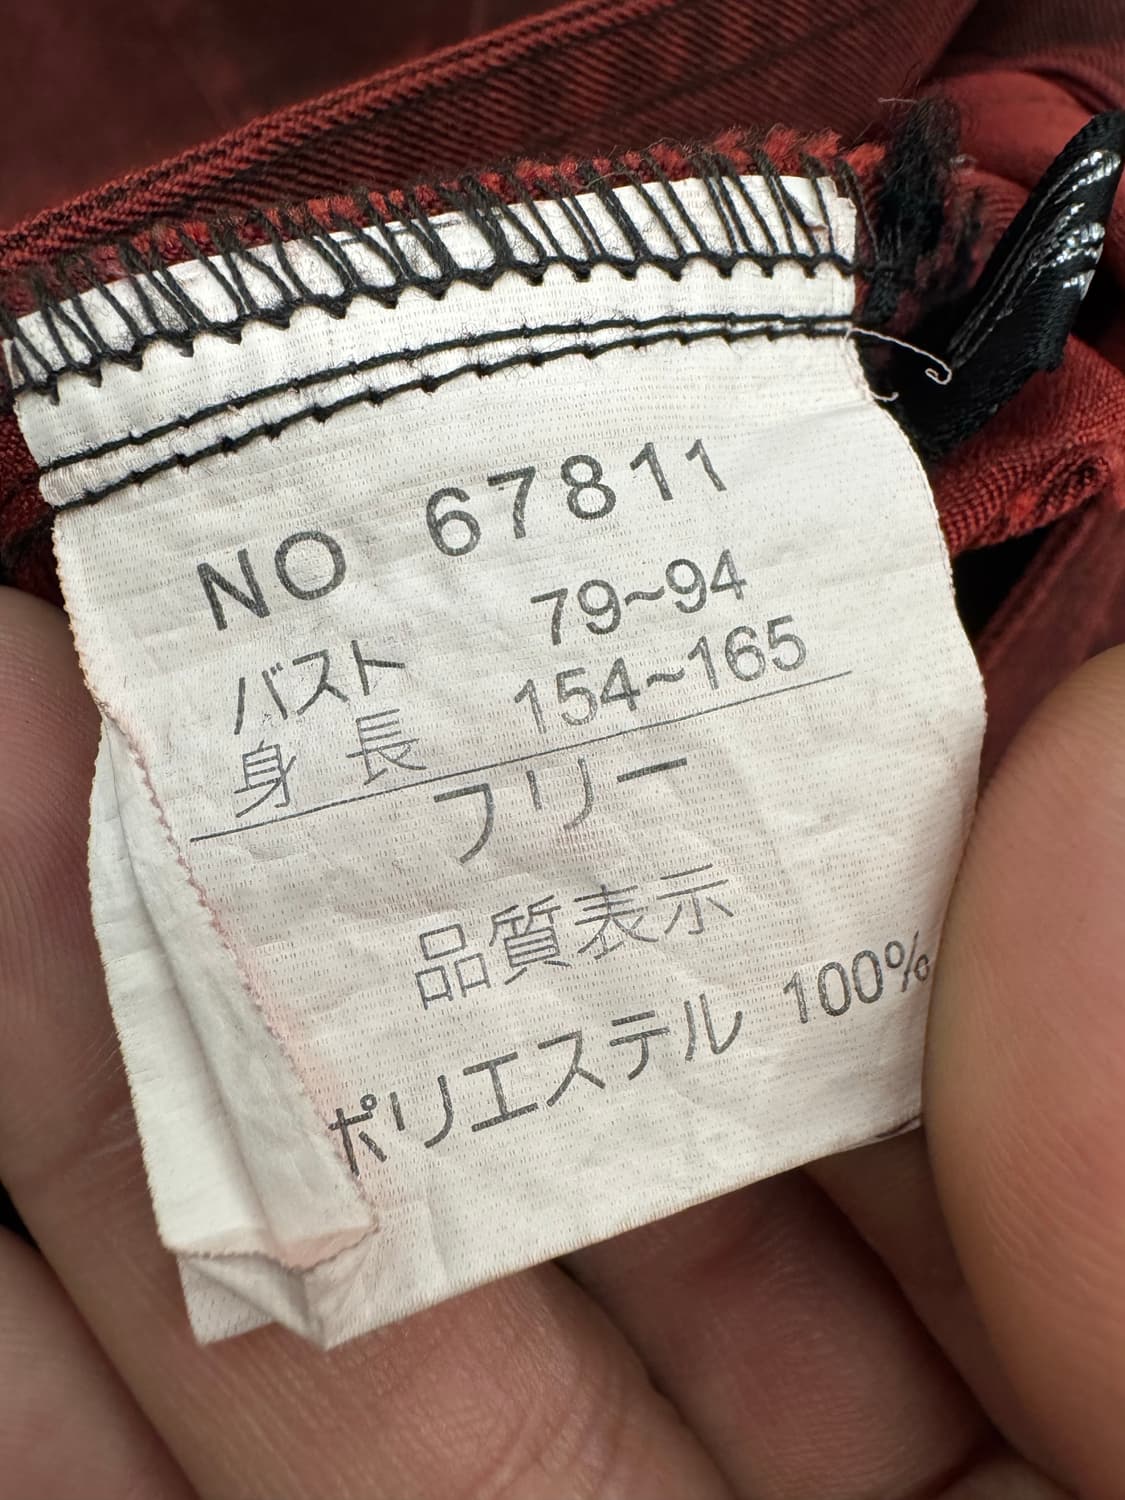 NO 67811
バスト 79~94
身長 154~165
フリー
品質表示
ポリエステル 100%